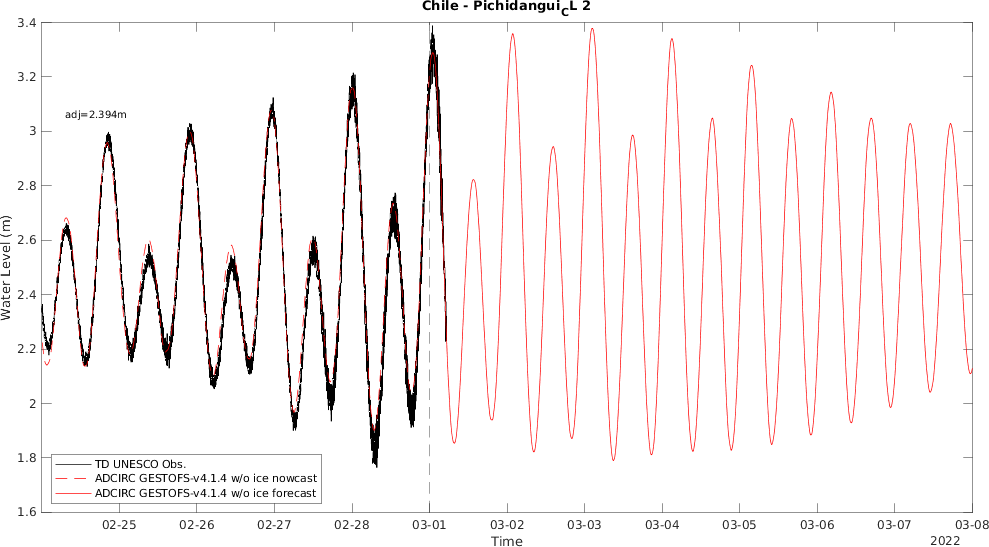 Chile - Pichidangui_CL 2
3.4
3.2
3
2.8
2.6
2.4
2.2
2
1.8
1.6
Water Level (m)
adj=2.394m
TD UNESCO Obs.
ADCIRC GESTOFS-v4.1.4 w/o ice nowcast
ADCIRC GESTOFS-v4.1.4 w/o ice forecast
02-25 02-26 02-27 02-28 03-01 03-02 03-03 03-04 03-05 03-06 03-07 03-08
Time
2022